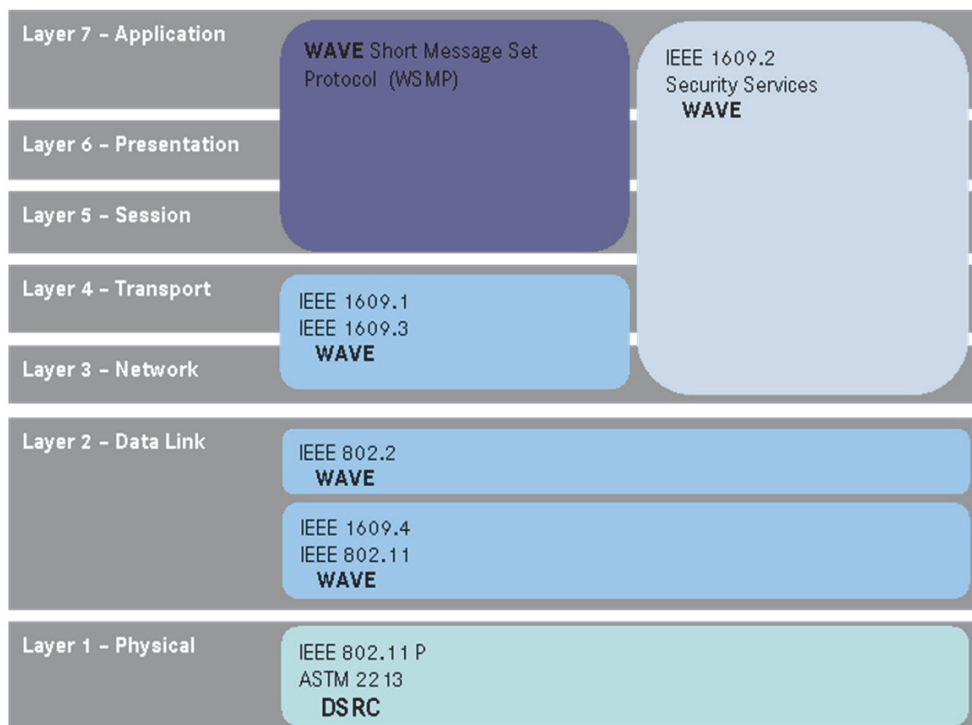 Layer 7 – Application
WAVE Short Message Set
Protocol (WSMP)
IEEE 1609.2
Security Services
WAVE
Layer 6 – Presentation
Layer 5 – Session
Layer 4 – Transport
IEEE 1609.1
IEEE 1609.3
WAVE
Layer 3 – Network
Layer 2 – Data Link
IEEE 802.2
WAVE
IEEE 1609.4
IEEE 802.11
WAVE
Layer 1 – Physical
IEEE 802.11 P
ASTM 2213
DSRC